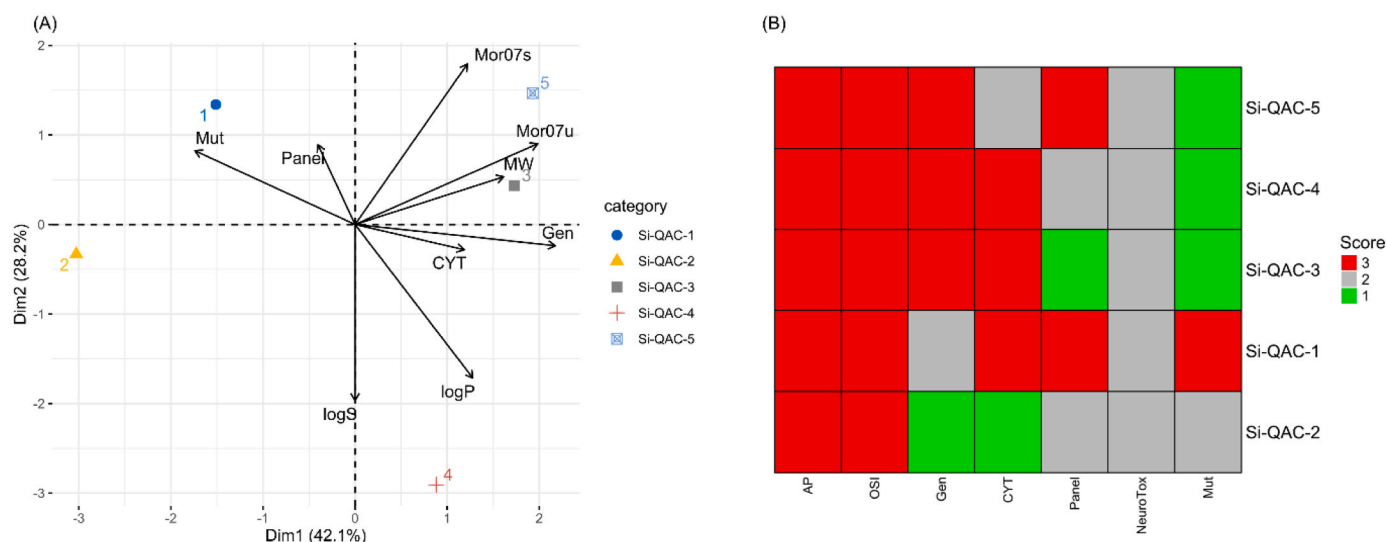 (A)
2
1
0
-1
-2
-3
Dim2 (28.2%)
-3
-2
-1
0
1
2
Dim1 (42.1%)
Mor07s
5
1
Mut
Panel
Mor07u
MW
3
Gen
CYT
2
logP
logS
4
category
Si-QAC-1
Si-QAC-2
Si-QAC-3
Si-QAC-4
Si-QAC-5
(B)
Si-QAC-5
Si-QAC-4
Si-QAC-3
Si-QAC-1
Si-QAC-2
AP
OSI
Gen
CYT
Panel
NeuroTox
Mut
Score
3
2
1